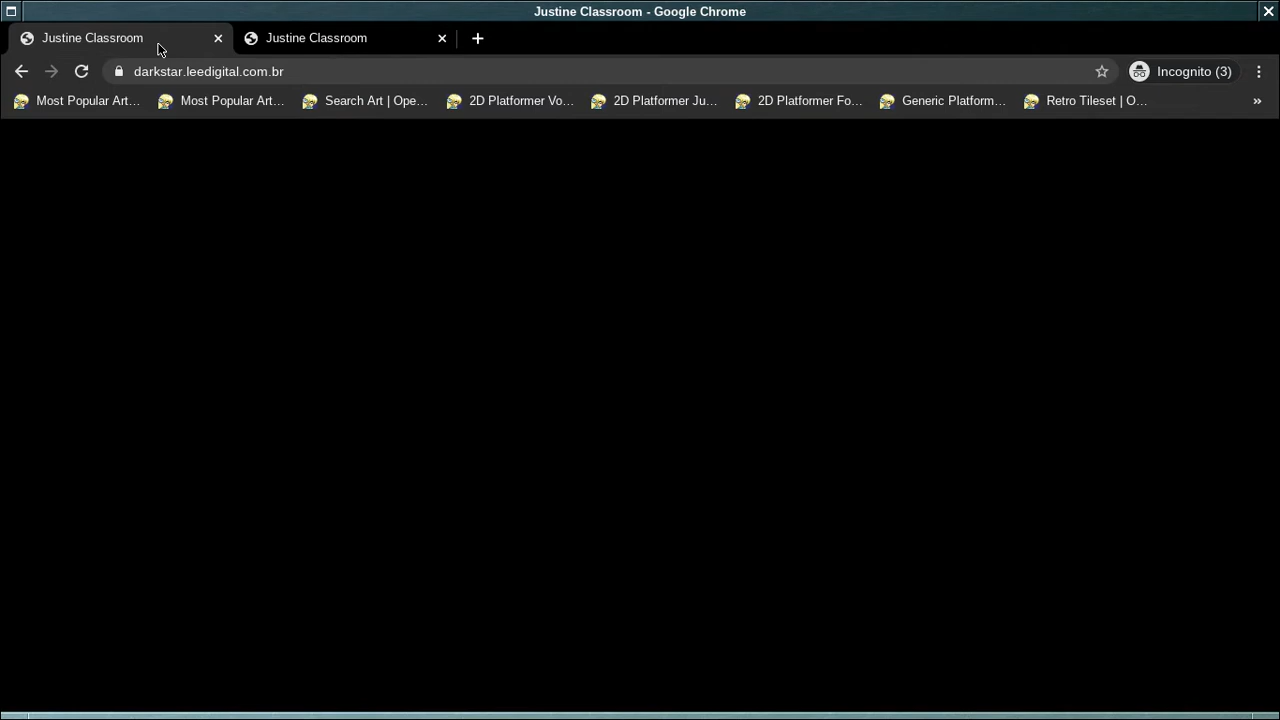 Justine Classroom - Google Chrome
Justine Classroom
Justine Classroom
darkstar.leedigital.com.br
Incognito (3)
Most Popular Art…
Most Popular Art…
Search Art | Ope…
2D Platformer Vo…
2D Platformer Ju…
2D Platformer Fo…
Generic Platform…
Retro Tileset | O…